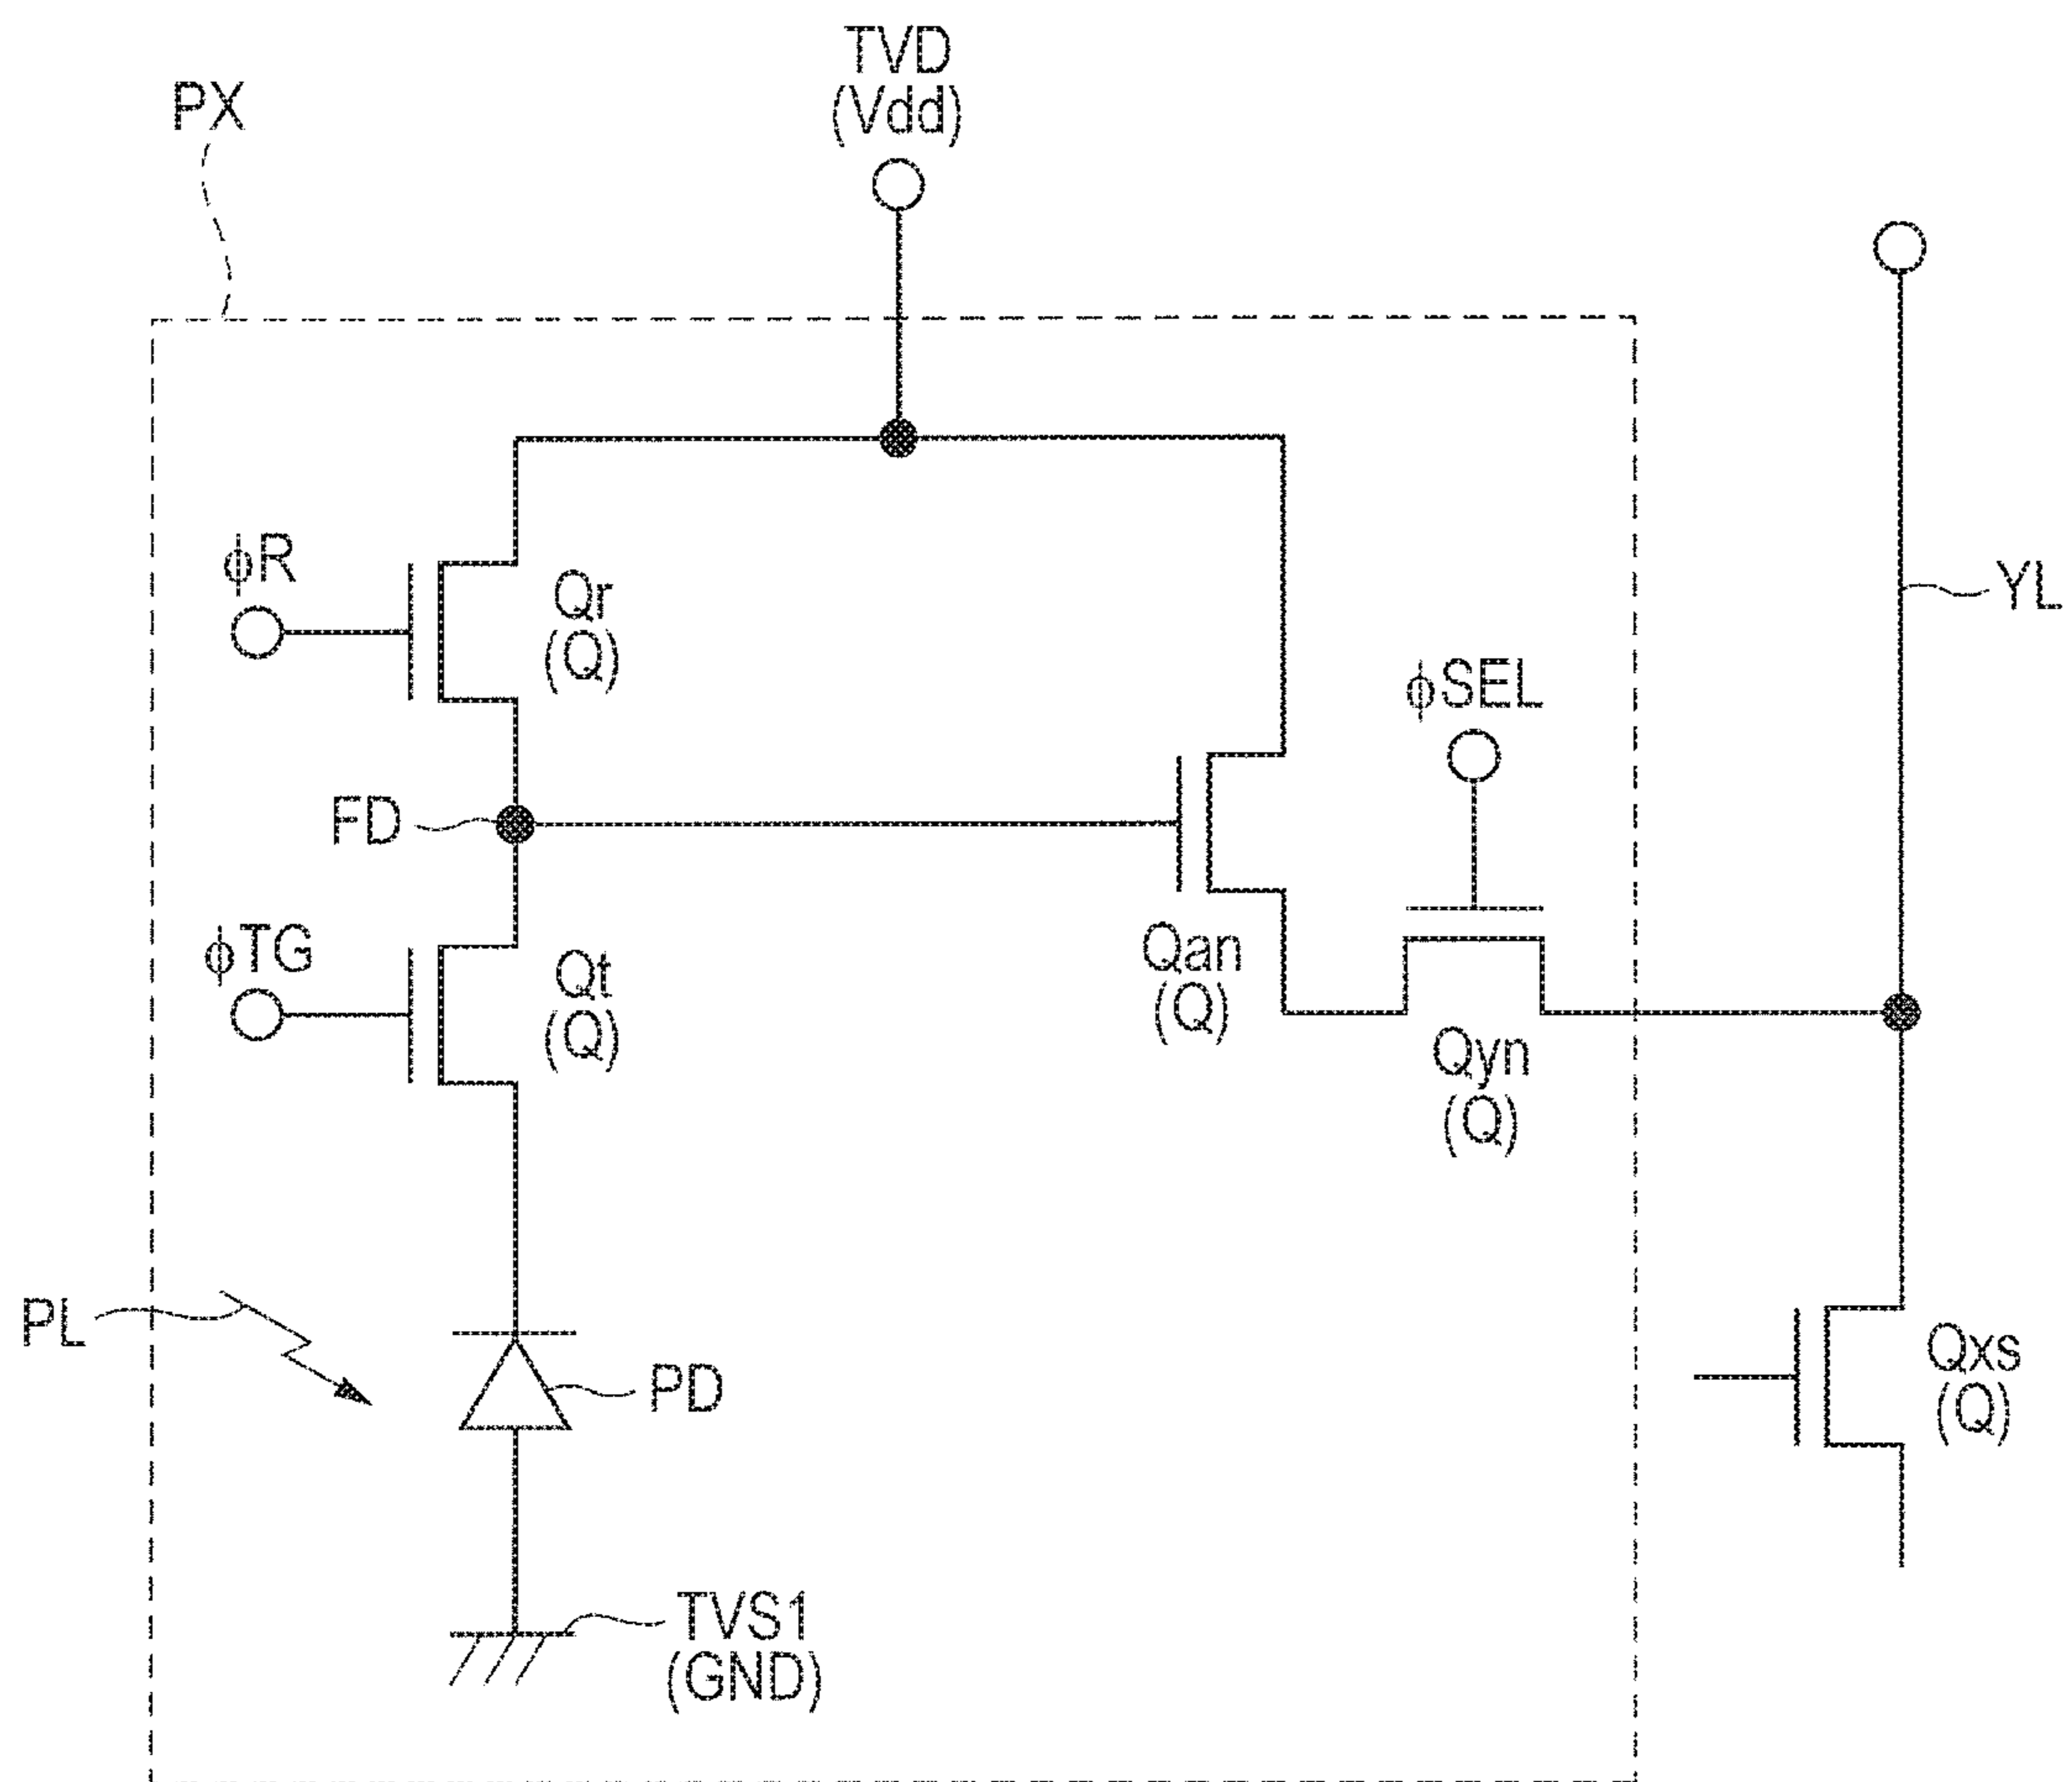 TVD
(Vdd)
PX
YL
ϕR
Qr
(Q)
ϕSEL
FD
ϕTG
Qt
(Q)
Qan
(Q)
Qyn
(Q)
PL
PD
Qxs
(Q)
TVS1
(GND)